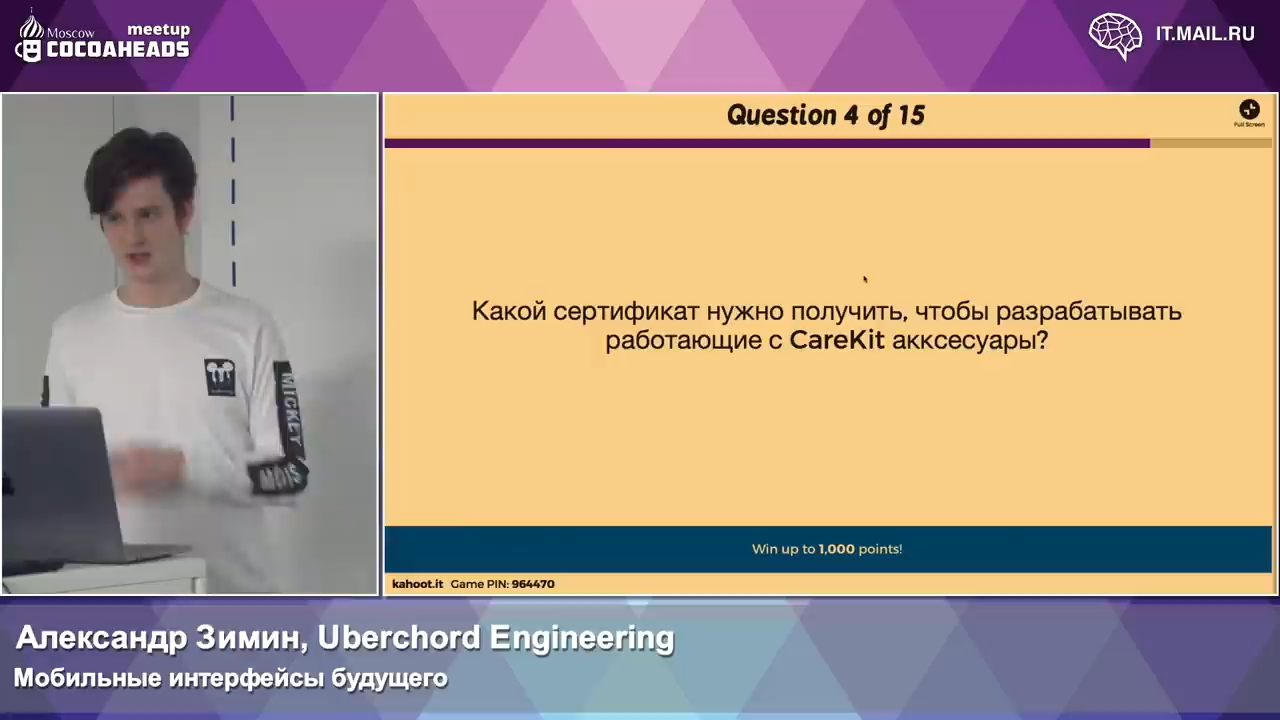 Moscow
meetup
COCOAHEADS
IT.MAIL.RU
Question 4 of 15
Full Screen
Какой сертификат нужно получить, чтобы разрабатывать
работающие с CareKit акксесуары?
MICKEY
MOUS
Win up to 1,000 points!
kahoot.it Game PIN: 964470
Александр Зимин, Uberchord Engineering
Мобильные интерфейсы будущего